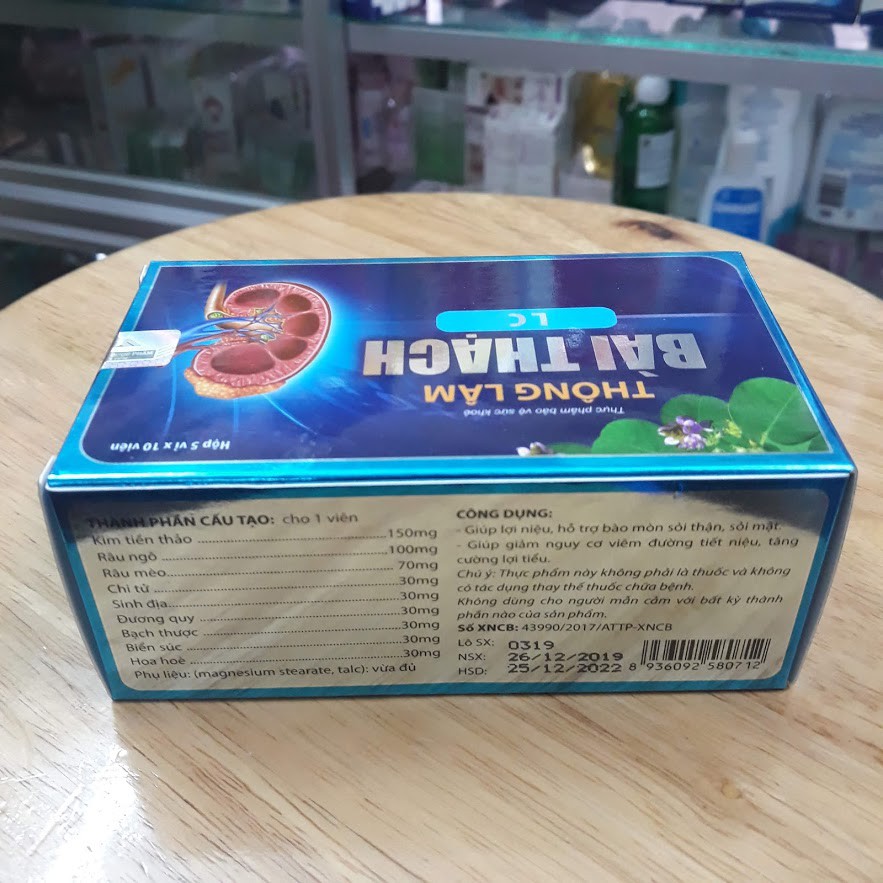 Hộp 5 vỉ x 10 viên
Thực phẩm bảo vệ sức khoẻ
THÔNG LÂM
BÀI THẠCH
LC
THÀNH PHẦN CẤU TẠO: cho 1 viên
Kim tiền thảo ........150mg
Râu ngô ........100mg
Râu mèo ........70mg
Chi tử ........30mg
Sinh địa ........30mg
Đương quy ........30mg
Bạch thược ........30mg
Biển súc ........30mg
Hoa hoè ........30mg
Phụ liệu: (magnesium stearate, talc): vừa đủ
CÔNG DỤNG:
- Giúp lợi niệu, hỗ trợ bào mòn sỏi thận, sỏi mật.
- Giúp giảm nguy cơ viêm đường tiết niệu, tăng
cường lợi tiểu.
Chú ý: Thực phẩm này không phải là thuốc và không
có tác dụng thay thế thuốc chữa bệnh.
Không dùng cho người mẫn cảm với bất kỳ thành
phần nào của sản phẩm.
Số XNCB: 43990/2017/ATTP-XNCB
Lô SX: 0319
NSX: 26/12/2019
HSD: 25/12/2022
8 936092 580712